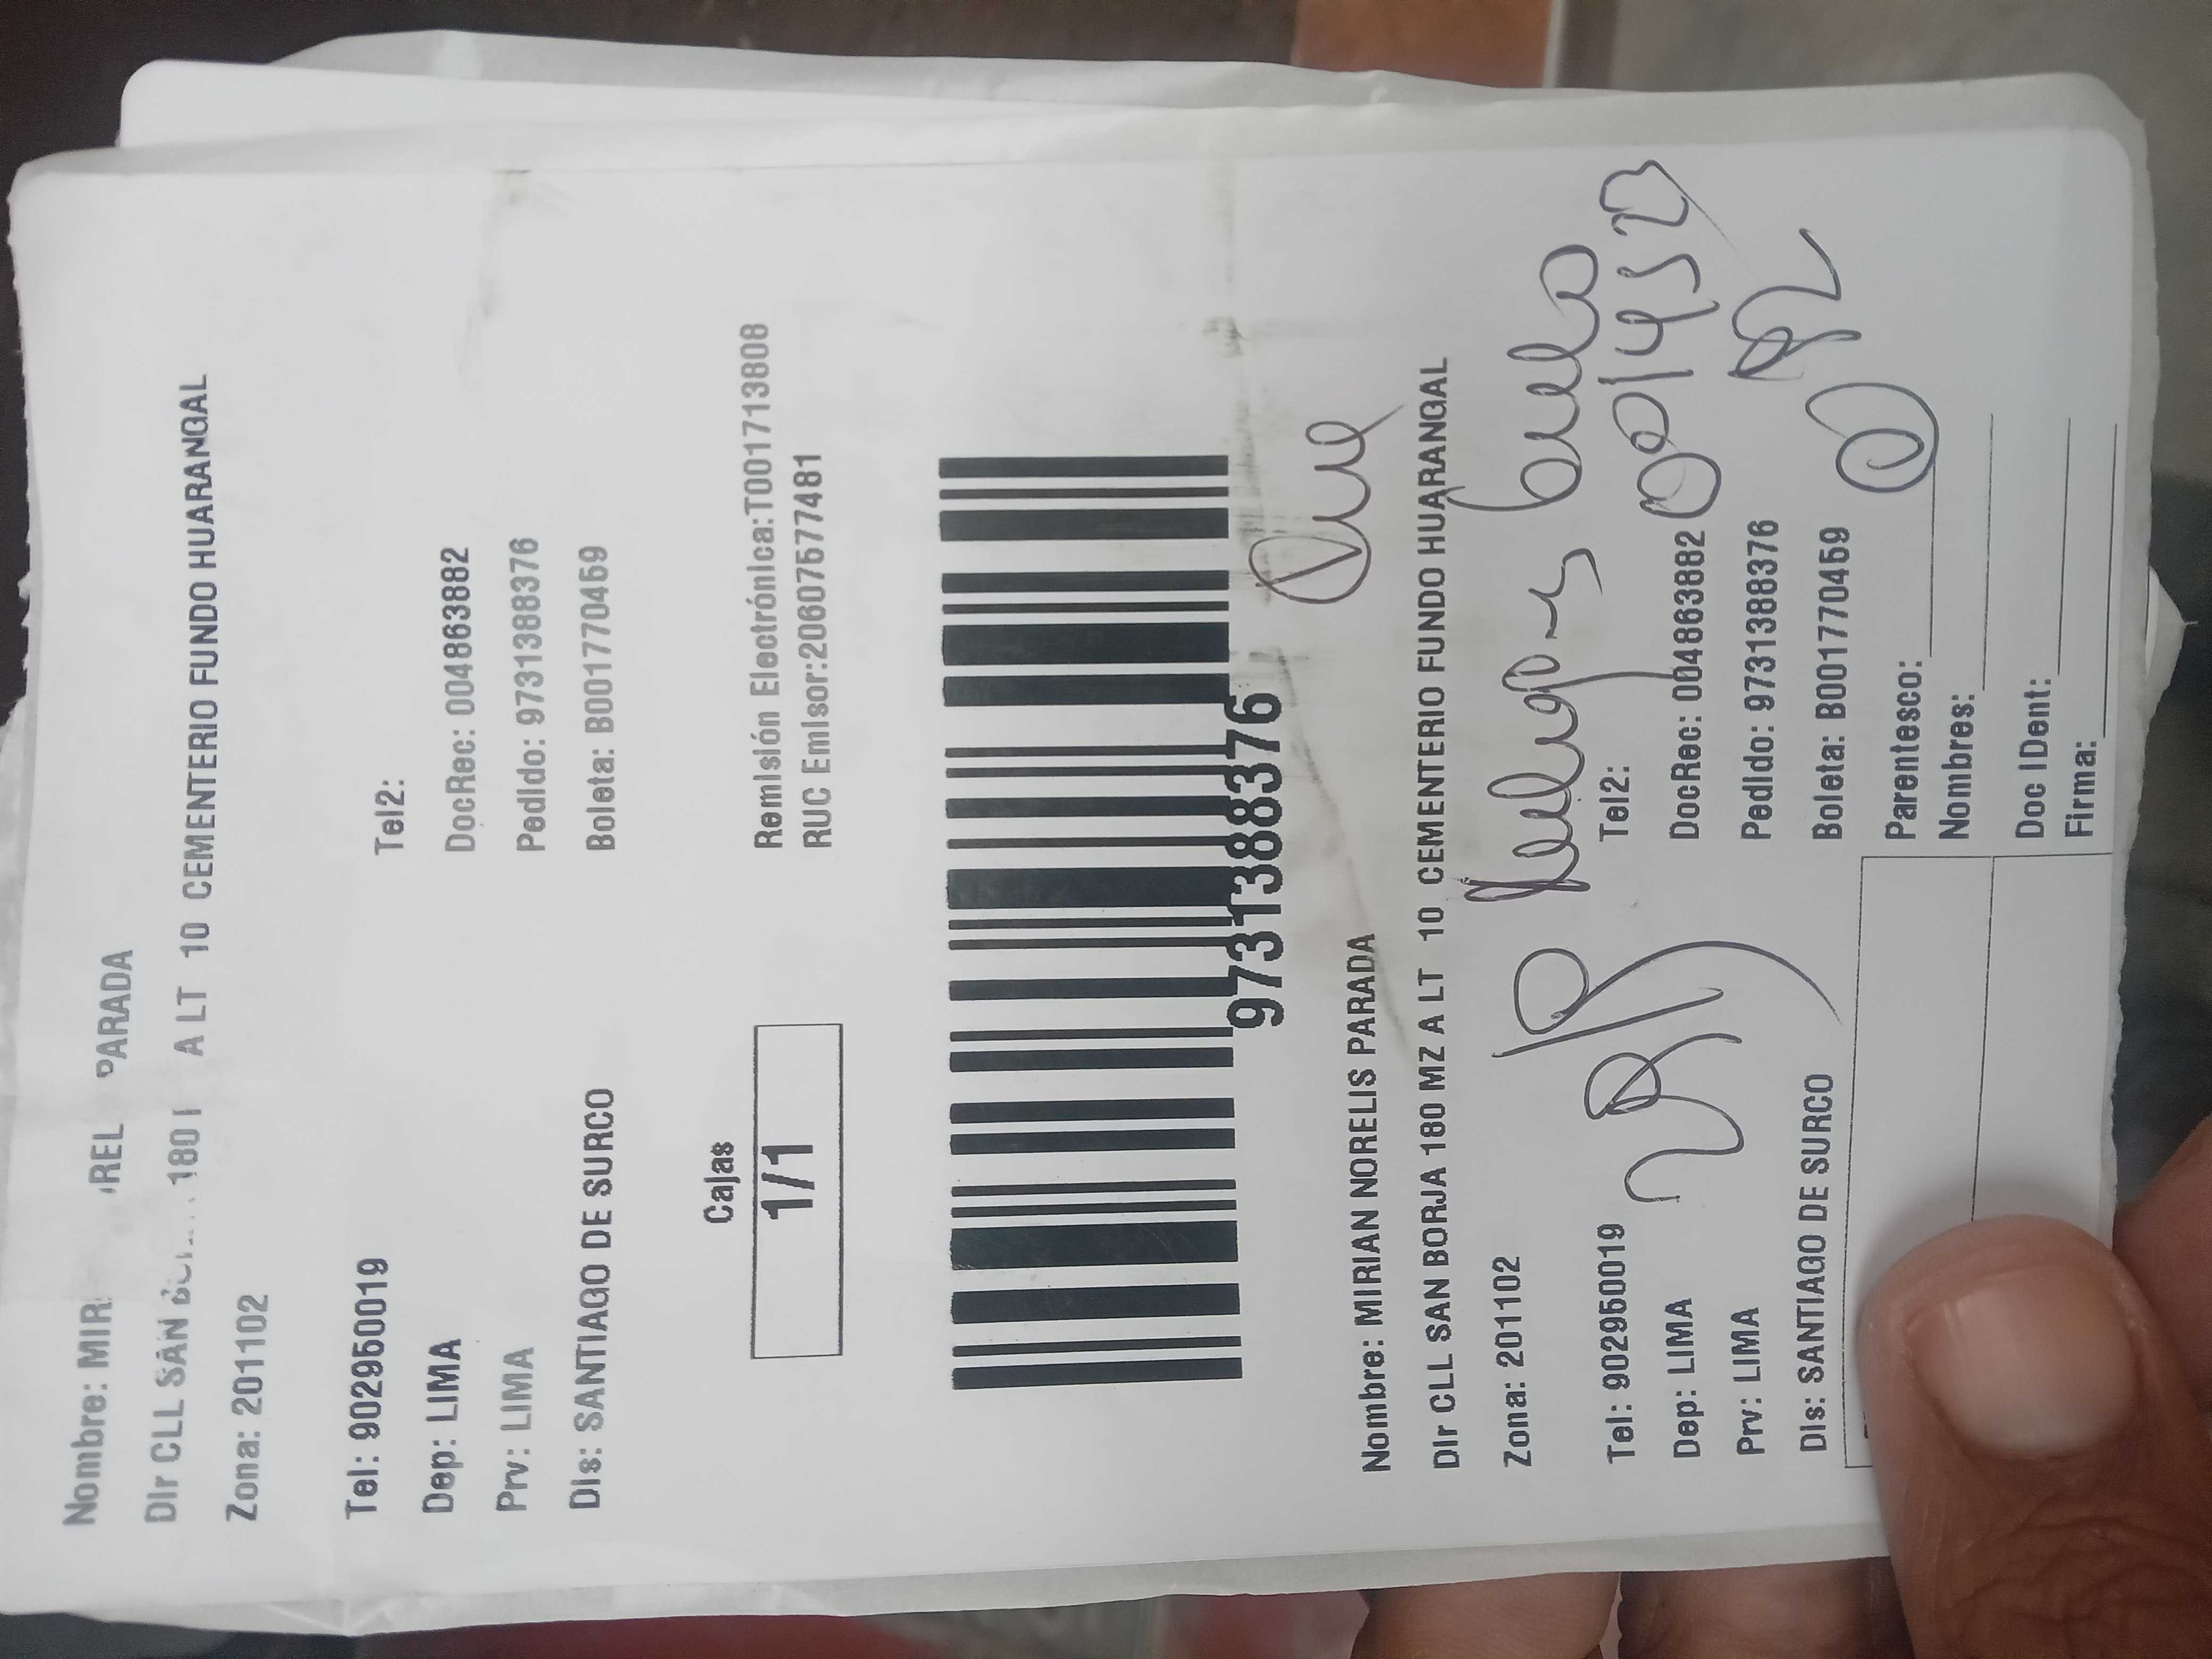 Nombre: MIR REL PARADA
Dir CLL SAN 180 A LT 10 CEMENTERIO FUNDO HUARANGAL
Zona: 201102
Tel: 902950019 Tel2:
Dep: LIMA DocRec: 004863882
Prv: LIMA Pedido: 9731388376
Dis: SANTIAGO DE SURCO Boleta: B001770459
Cajas
1/1
Remisión Electrónica:T001713808
RUC Emisor:20607577481
9731388376
Nombre: MIRIAN NORELIS PARADA
Dir CLL SAN BORJA 180 MZ A LT 10 CEMENTERIO FUNDO HUARANGAL
Zona: 201102
Tel: 902950019 Tel2:
Dep: LIMA DocRec: 004863882
Prv: LIMA Pedido: 9731388376
Dis: SANTIAGO DE SURCO Boleta: B001770459
Parentesco:
Nombres:
Doc IDent:
Firma: